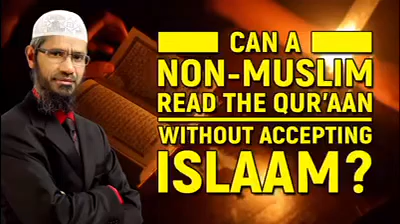 CAN A
NON-MUSLIM
READ THE QUR'AAN
WITHOUT ACCEPTING
ISLAAM?